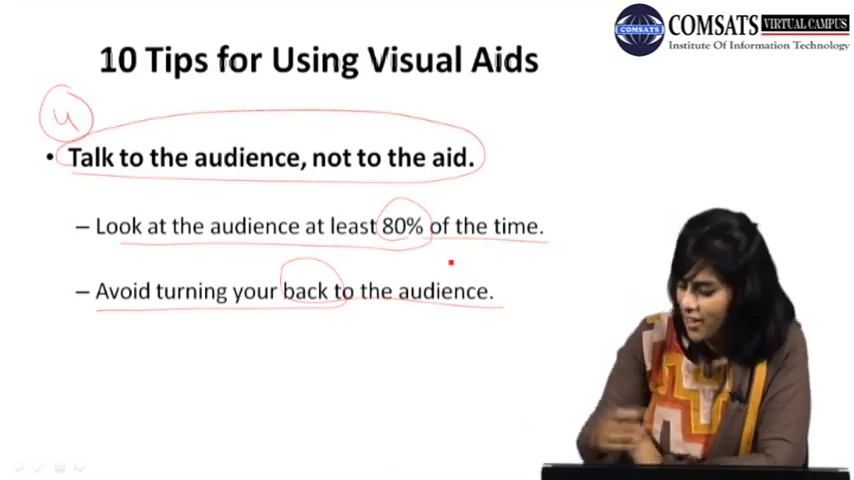 COMSATS VIRTUAL CAMPUS
COMSATS
Institute Of Information Technology
10 Tips for Using Visual Aids
4
• Talk to the audience, not to the aid.
– Look at the audience at least 80% of the time.
– Avoid turning your back to the audience.